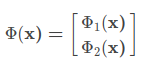 Φ(x) = [ Φ₁(x)
Φ₂(x) ]